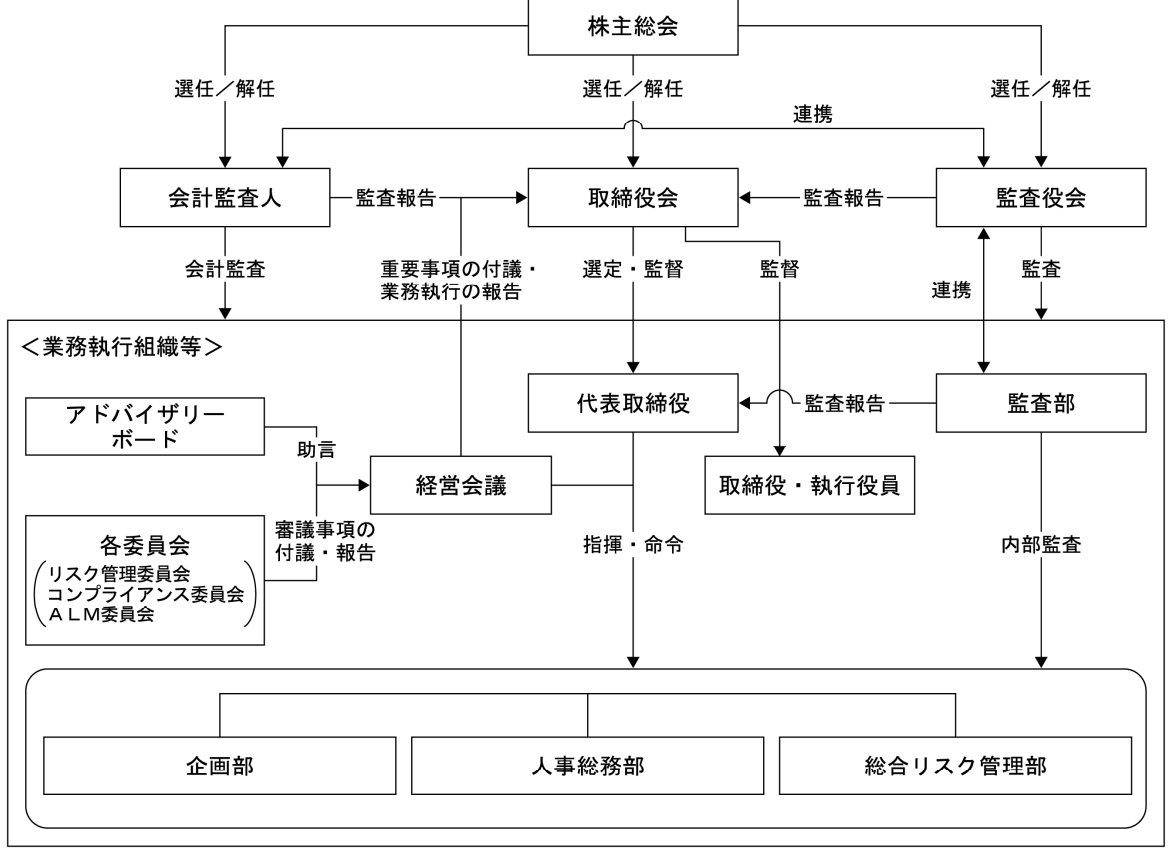 株主総会
選任／解任
選任／解任
選任／解任
連携
会計監査人
監査報告
取締役会
監査報告
監査役会
会計監査
重要事項の付議・
業務執行の報告
選定・監督
監督
連携
監査
＜業務執行組織等＞
代表取締役
監査報告
監査部
アドバイザリー
ボード
助言
経営会議
取締役・執行役員
各委員会
リスク管理委員会
コンプライアンス委員会
ＡＬＭ委員会
審議事項の
付議・報告
指揮・命令
内部監査
企画部
人事総務部
総合リスク管理部